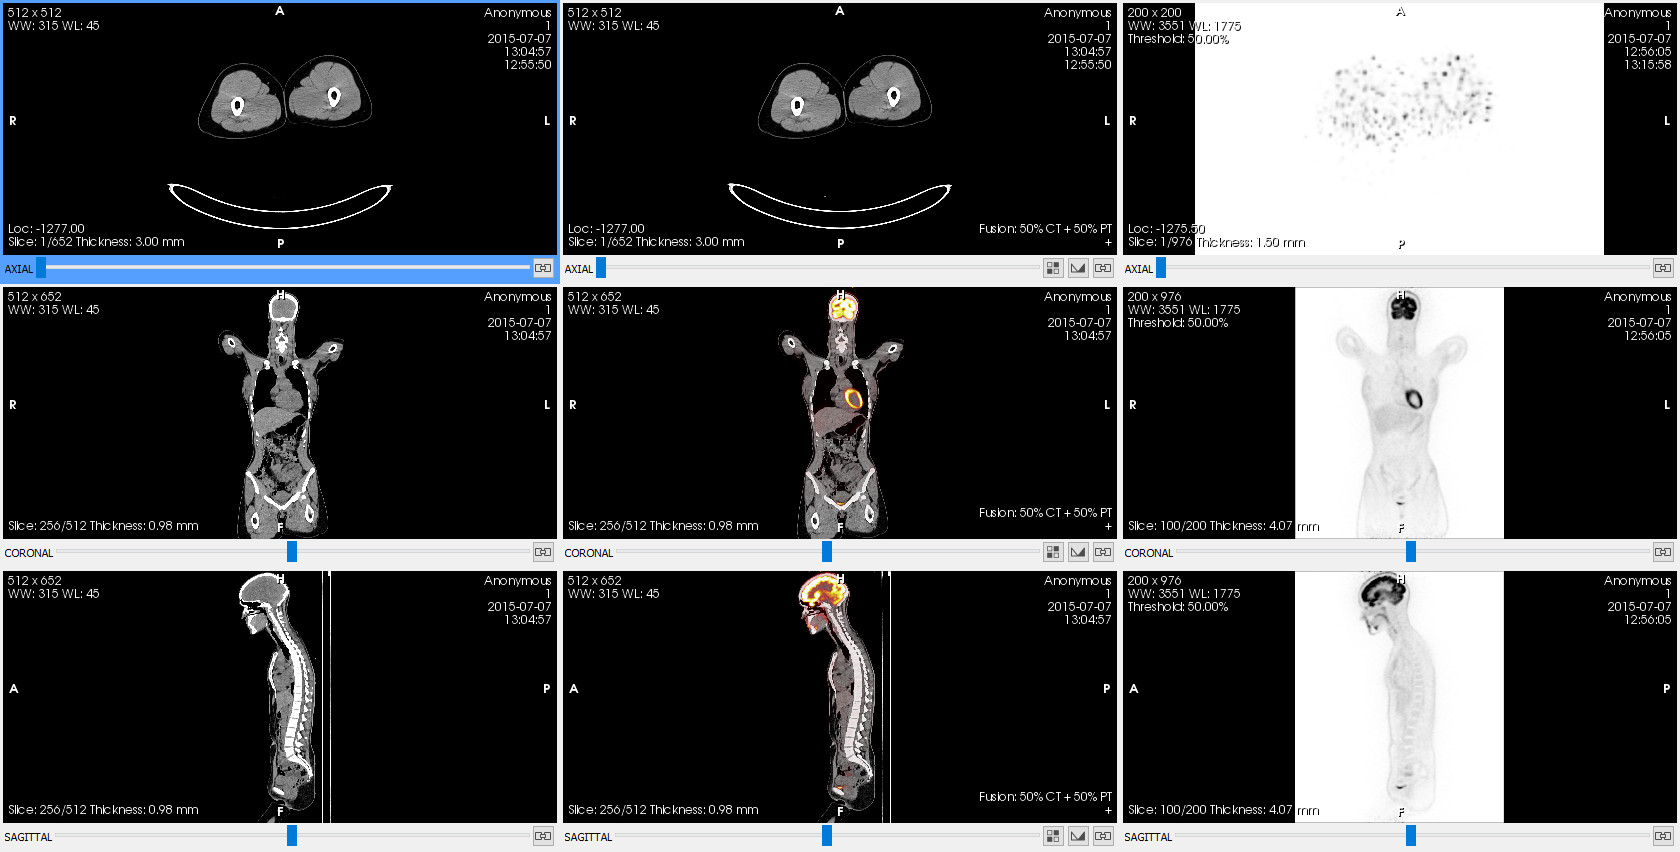 512 x 512
WW: 315 WL: 45
A
Anonymous
1
2015-07-07
13:04:57
12:55:50
R
L
Loc: -1277.00
Slice: 1/652 Thickness: 3.00 mm
P
AXIAL
512 x 512
WW: 315 WL: 45
A
Anonymous
1
2015-07-07
13:04:57
12:55:50
R
L
Loc: -1277.00
Slice: 1/652 Thickness: 3.00 mm
P
Fusion: 50% CT + 50% PT
+
AXIAL
200 x 200
WW: 3551 WL: 1775
Threshold: 50.00%
A
Anonymous
1
2015-07-07
12:56:05
13:15:58
R
L
Loc: -1275.50
Slice: 1/976 Thickness: 1.50 mm
P
AXIAL
512 x 652
WW: 315 WL: 45
H
Anonymous
1
2015-07-07
13:04:57
R
L
Slice: 256/512 Thickness: 0.98 mm
F
CORONAL
512 x 652
WW: 315 WL: 45
H
Anonymous
1
2015-07-07
13:04:57
R
L
Slice: 256/512 Thickness: 0.98 mm
F
Fusion: 50% CT + 50% PT
+
CORONAL
200 x 976
WW: 3551 WL: 1775
Threshold: 50.00%
H
Anonymous
1
2015-07-07
12:56:05
R
L
Slice: 100/200 Thickness: 4.07 mm
F
CORONAL
512 x 652
WW: 315 WL: 45
H
Anonymous
1
2015-07-07
13:04:57
A
P
Slice: 256/512 Thickness: 0.98 mm
F
SAGITTAL
512 x 652
WW: 315 WL: 45
H
Anonymous
1
2015-07-07
13:04:57
A
P
Slice: 256/512 Thickness: 0.98 mm
F
Fusion: 50% CT + 50% PT
+
SAGITTAL
200 x 976
WW: 3551 WL: 1775
Threshold: 50.00%
H
Anonymous
1
2015-07-07
12:56:05
A
P
Slice: 100/200 Thickness: 4.07 mm
F
SAGITTAL